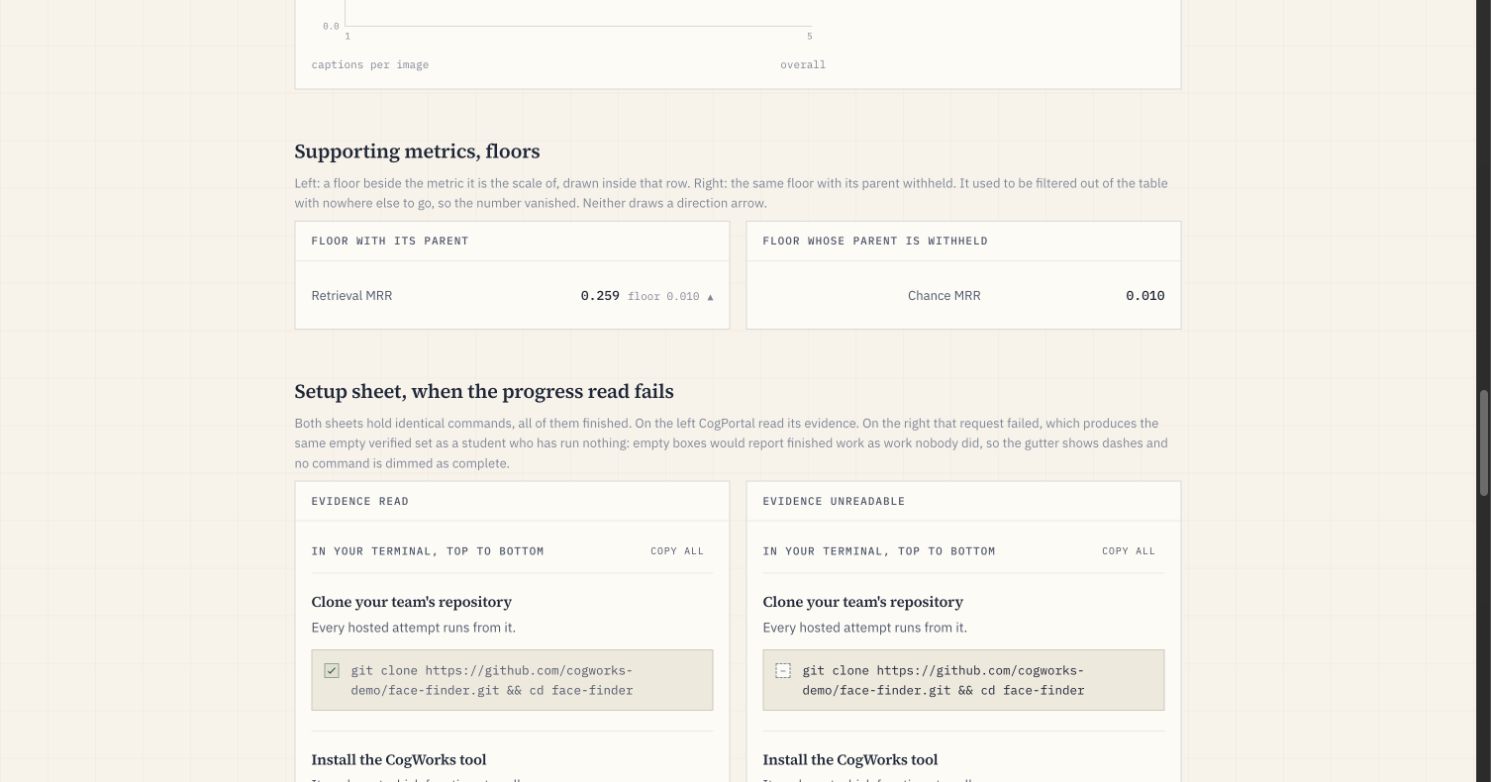 0.0
1 5
captions per image overall
Supporting metrics, floors
Left: a floor beside the metric it is the scale of, drawn inside that row. Right: the same floor with its parent withheld. It used to be filtered out of the table
with nowhere else to go, so the number vanished. Neither draws a direction arrow.
FLOOR WITH ITS PARENT
Retrieval MRR 0.259 floor 0.010 ▲
FLOOR WHOSE PARENT IS WITHHELD
Chance MRR 0.010
Setup sheet, when the progress read fails
Both sheets hold identical commands, all of them finished. On the left CogPortal read its evidence. On the right that request failed, which produces the
same empty verified set as a student who has run nothing: empty boxes would report finished work as work nobody did, so the gutter shows dashes and
no command is dimmed as complete.
EVIDENCE READ
IN YOUR TERMINAL, TOP TO BOTTOM COPY ALL
Clone your team's repository
Every hosted attempt runs from it.
git clone https://github.com/cogworks-
demo/face-finder.git && cd face-finder
Install the CogWorks tool
EVIDENCE UNREADABLE
IN YOUR TERMINAL, TOP TO BOTTOM COPY ALL
Clone your team's repository
Every hosted attempt runs from it.
git clone https://github.com/cogworks-
demo/face-finder.git && cd face-finder
Install the CogWorks tool